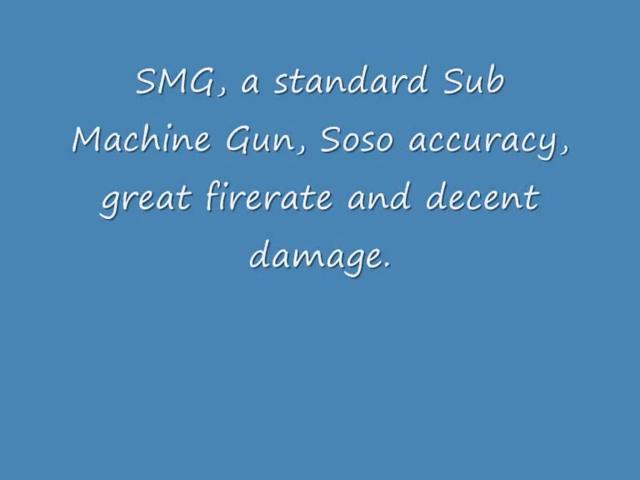 SMG, a standard Sub
Machine Gun, Soso accuracy,
great firerate and decent
damage.